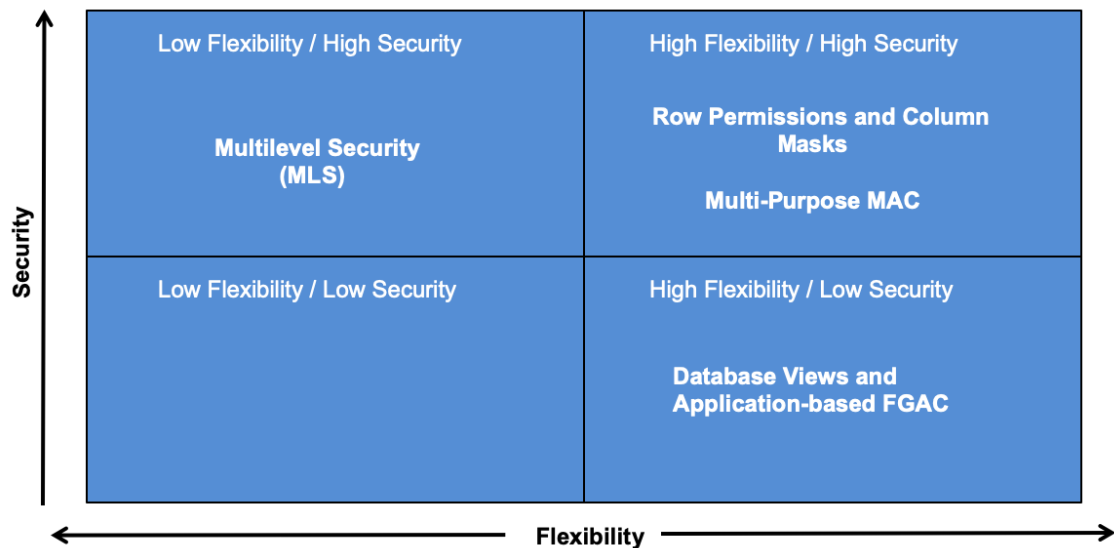 Low Flexibility / High Security
High Flexibility / High Security
Multilevel Security
(MLS)
Row Permissions and Column
Masks
Multi-Purpose MAC
Security
Low Flexibility / Low Security
High Flexibility / Low Security
Database Views and
Application-based FGAC
Flexibility